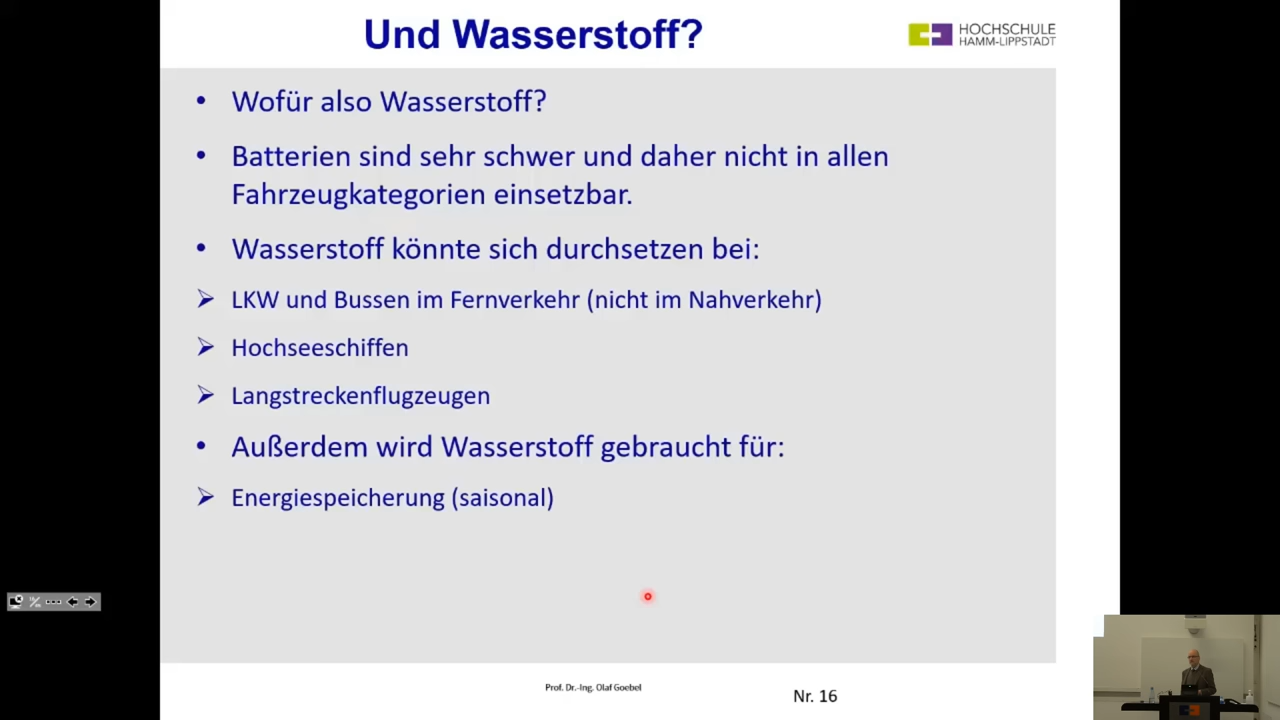 Und Wasserstoff?
HOCHSCHULE
HAMM-LIPPSTADT
• Wofür also Wasserstoff?
• Batterien sind sehr schwer und daher nicht in allen
Fahrzeugkategorien einsetzbar.
• Wasserstoff könnte sich durchsetzen bei:
➢ LKW und Bussen im Fernverkehr (nicht im Nahverkehr)
➢ Hochseeschiffen
➢ Langstreckenflugzeugen
• Außerdem wird Wasserstoff gebraucht für:
➢ Energiespeicherung (saisonal)
Prof. Dr.-Ing. Olaf Goebel
Nr. 16